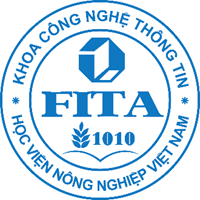 KHOA CÔNG NGHỆ THÔNG TIN
FITA
1010
HỌC VIỆN NÔNG NGHIỆP VIỆT NAM